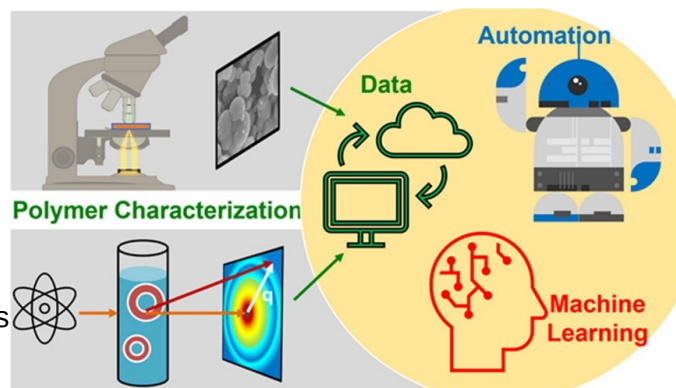 Automation
Data
Polymer Characterization
q
s
Machine
Learning